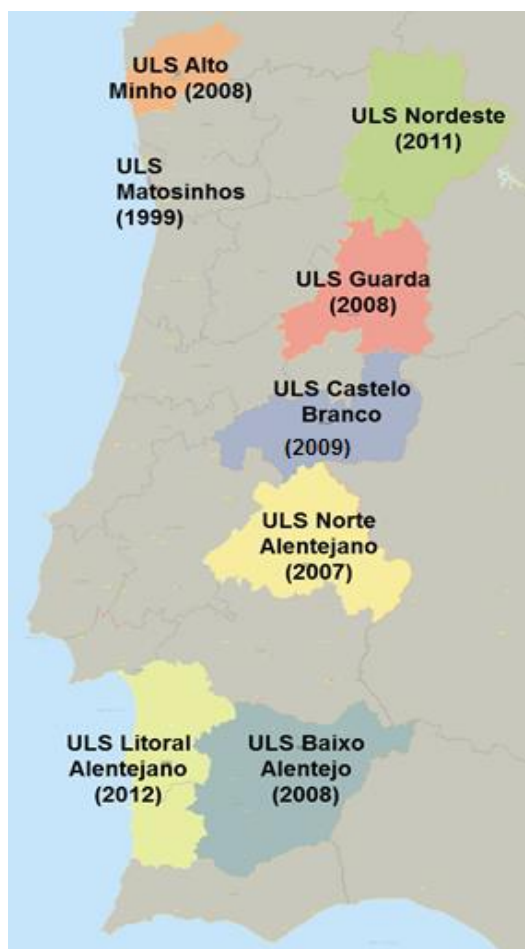 ULS Alto
Minho (2008)
ULS Nordeste
(2011)
ULS
Matosinhos
(1999)
ULS Guarda
(2008)
ULS Castelo
Branco
(2009)
ULS Norte
Alentejano
(2007)
ULS Litoral
Alentejano
(2012)
ULS Baixo
Alentejo
(2008)